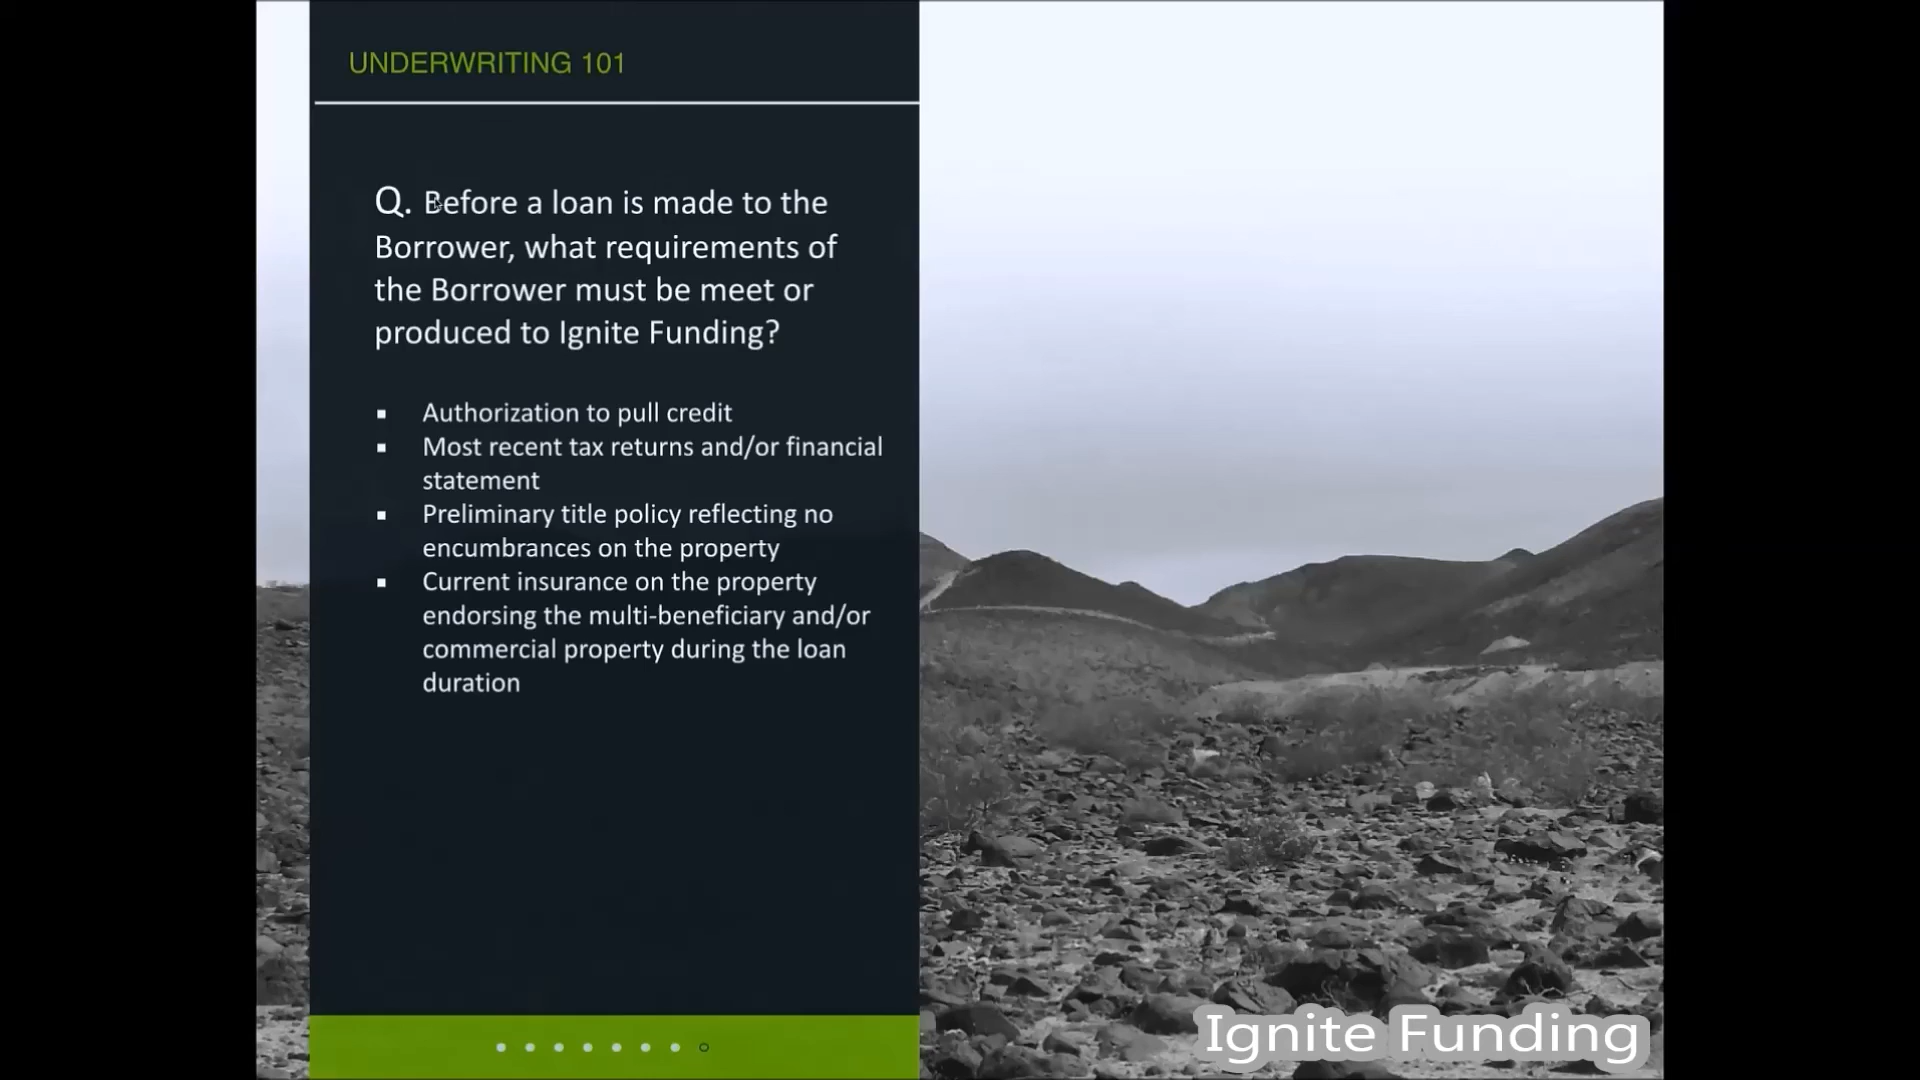 UNDERWRITING 101
Q. Before a loan is made to the
Borrower, what requirements of
the Borrower must be meet or
produced to Ignite Funding?
▪ Authorization to pull credit
▪ Most recent tax returns and/or financial
statement
▪ Preliminary title policy reflecting no
encumbrances on the property
▪ Current insurance on the property
endorsing the multi-beneficiary and/or
commercial property during the loan
duration
Ignite Funding